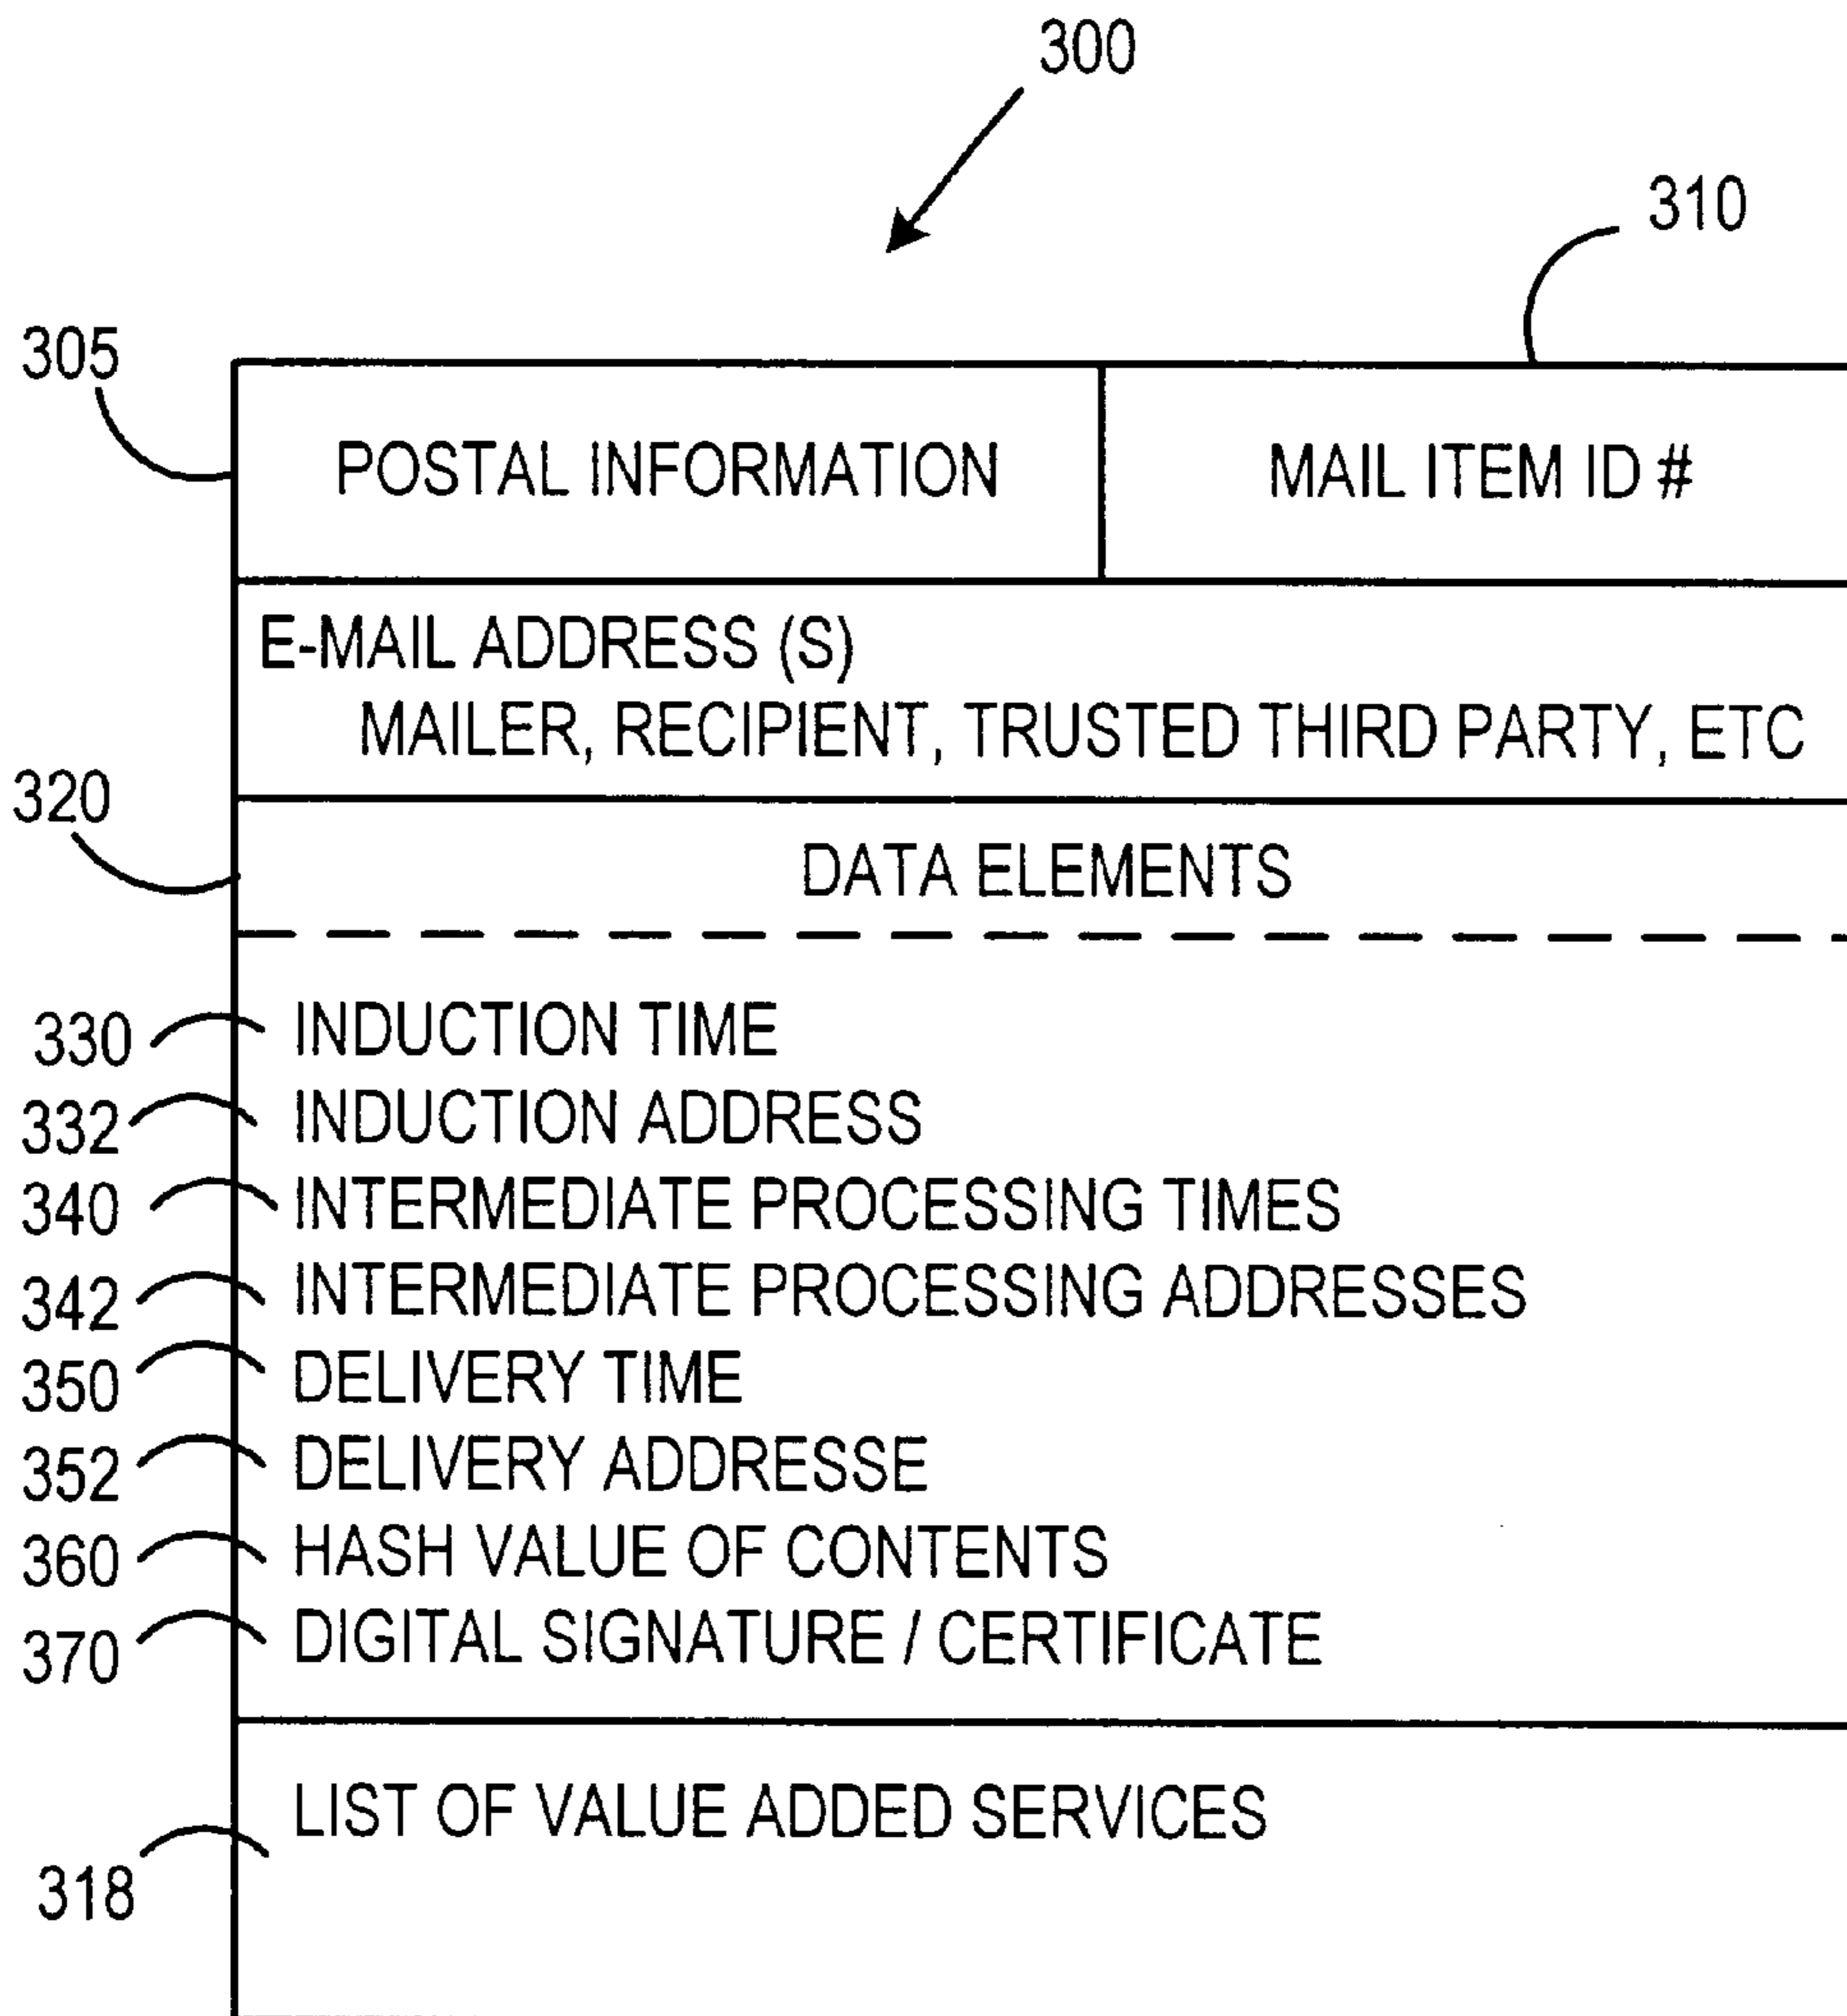 300
310
305
POSTAL INFORMATION
MAIL ITEM ID #
E-MAIL ADDRESS (S)
MAILER, RECIPIENT, TRUSTED THIRD PARTY, ETC
320
DATA ELEMENTS
330 INDUCTION TIME
332 INDUCTION ADDRESS
340 INTERMEDIATE PROCESSING TIMES
342 INTERMEDIATE PROCESSING ADDRESSES
350 DELIVERY TIME
352 DELIVERY ADDRESSE
360 HASH VALUE OF CONTENTS
370 DIGITAL SIGNATURE / CERTIFICATE
LIST OF VALUE ADDED SERVICES
318